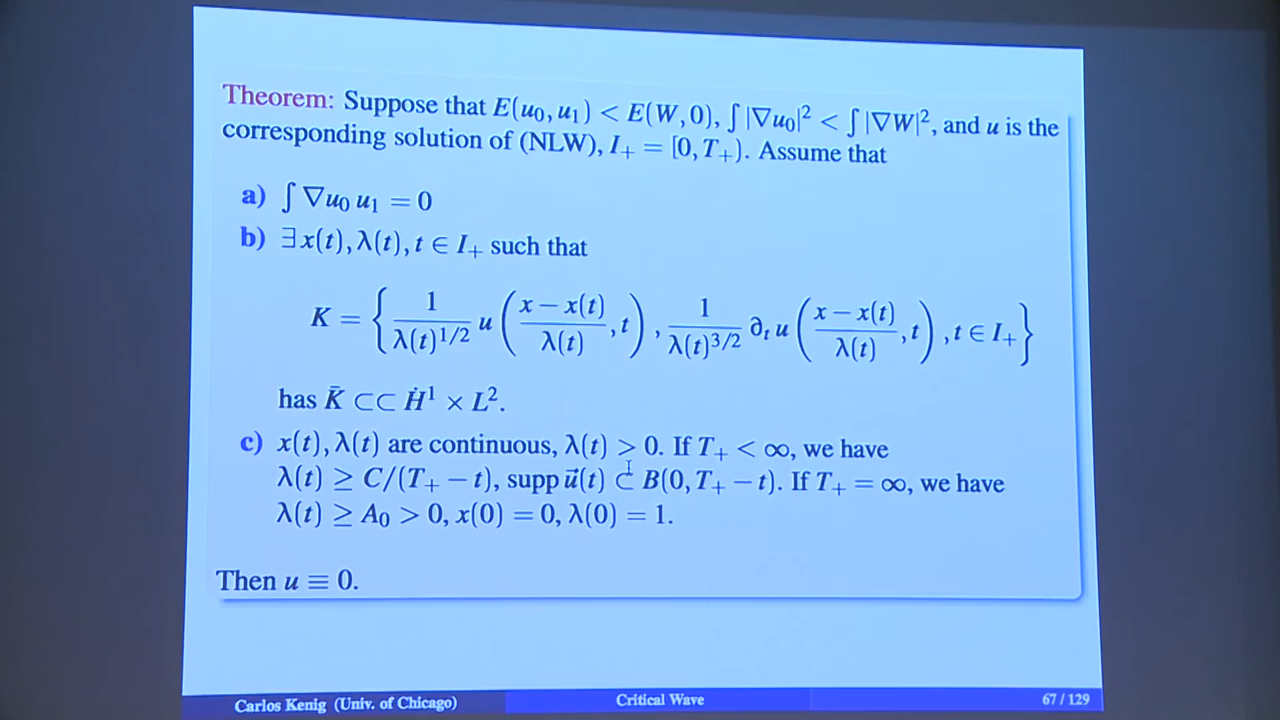 Theorem: Suppose that E(u₀, u₁) < E(W, 0), ∫|∇u₀|² < ∫|∇W|², and u is the
corresponding solution of (NLW), I₊ = [0, T₊). Assume that
a) ∫ ∇u₀ u₁ = 0
b) ∃x(t), λ(t), t ∈ I₊ such that
K = { 1/λ(t)^{1/2} u ( (x − x(t))/λ(t), t ), 1/λ(t)^{3/2} ∂ₜ u ( (x − x(t))/λ(t), t ), t ∈ I₊ }
has K̄ ⊂⊂ Ḣ¹ × L².
c) x(t), λ(t) are continuous, λ(t) > 0. If T₊ < ∞, we have
λ(t) ≥ C/(T₊ − t), supp u⃗(t) ⊂ B(0, T₊ − t). If T₊ = ∞, we have
λ(t) ≥ A₀ > 0, x(0) = 0, λ(0) = 1.
Then u ≡ 0.
Carlos Kenig (Univ. of Chicago) Critical Wave 67 / 129